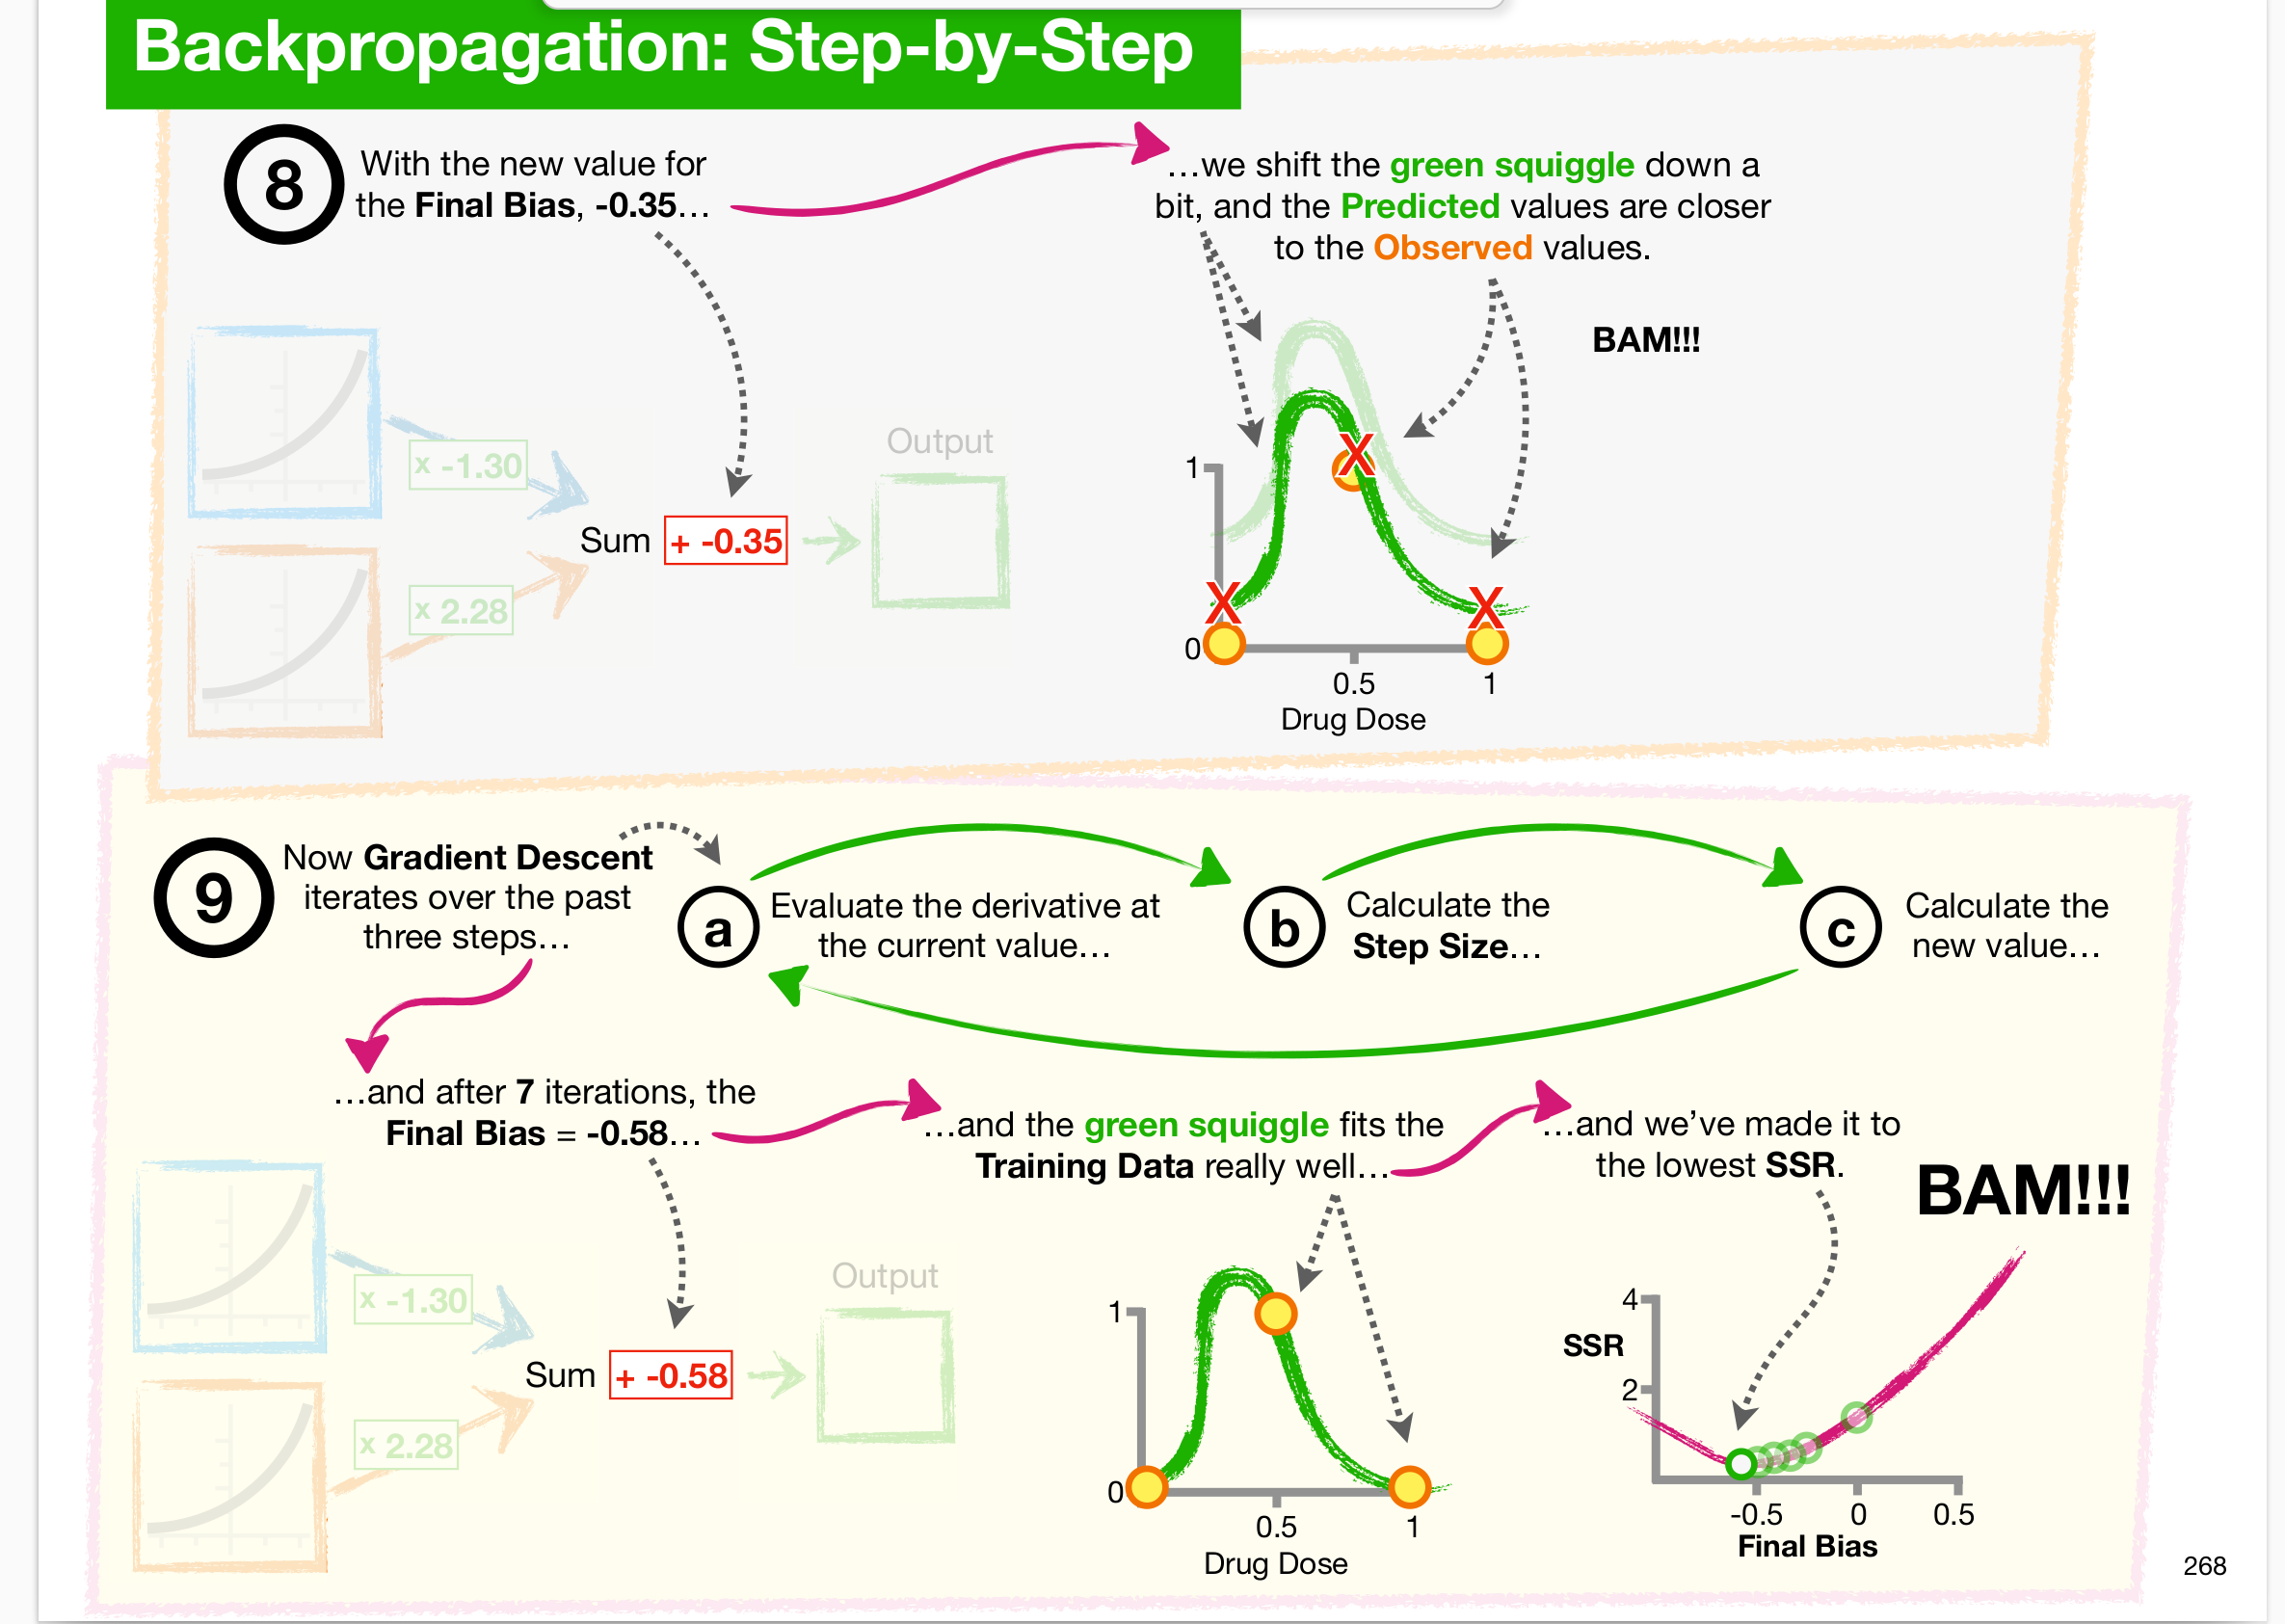 Backpropagation: Step-by-Step
8
With the new value for
the Final Bias, -0.35…
…we shift the green squiggle down a
bit, and the Predicted values are closer
to the Observed values.
BAM!!!
x -1.30
x 2.28
Sum + -0.35
Output
1
0
0.5
1
Drug Dose
X
X
X
9
Now Gradient Descent
iterates over the past
three steps…
a
Evaluate the derivative at
the current value…
b
Calculate the
Step Size…
c
Calculate the
new value…
…and after 7 iterations, the
Final Bias = -0.58…
…and the green squiggle fits the
Training Data really well…
…and we’ve made it to
the lowest SSR.
BAM!!!
x -1.30
x 2.28
Sum + -0.58
Output
1
0
0.5
1
Drug Dose
4
SSR
2
-0.5
0
0.5
Final Bias
268